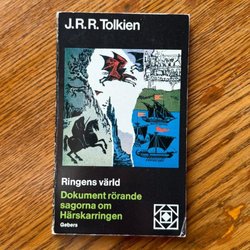 J.R.R.Tolkien
Ringens värld
Dokument rörande
sagorna om
Härskarringen
Gebers